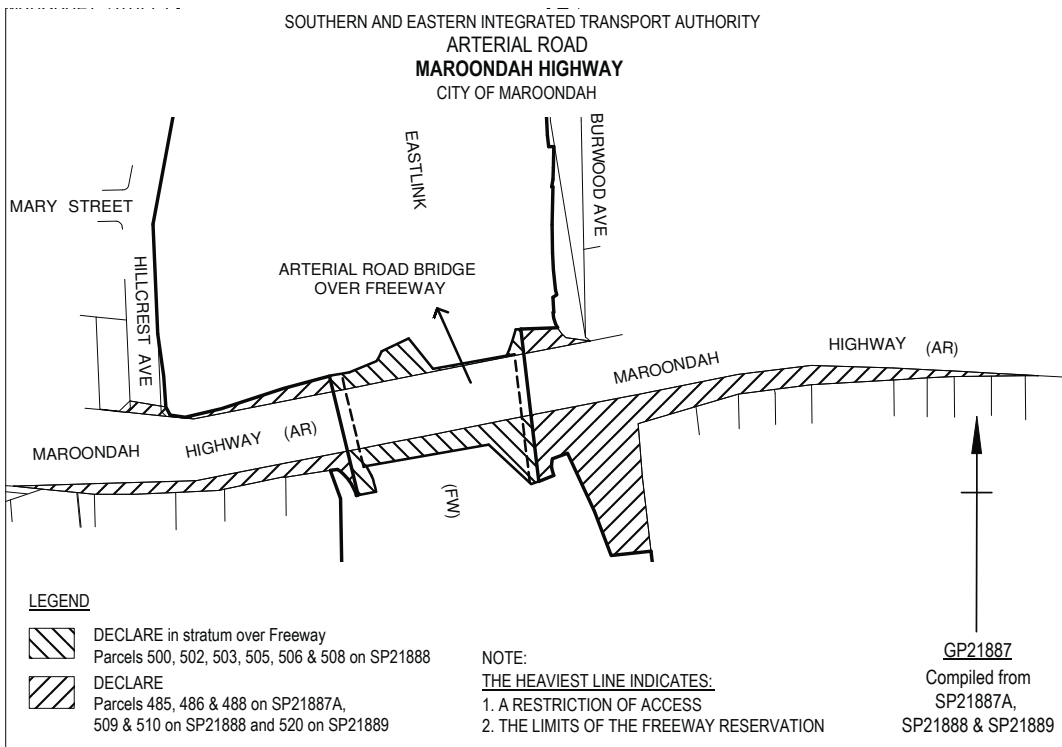 SOUTHERN AND EASTERN INTEGRATED TRANSPORT AUTHORITY
ARTERIAL ROAD
MAROONDAH HIGHWAY
CITY OF MAROONDAH
EASTLINK
BURWOOD AVE
MARY STREET
HILLCREST AVE
ARTERIAL ROAD BRIDGE
OVER FREEWAY
MAROONDAH HIGHWAY (AR)
MAROONDAH HIGHWAY (AR)
(FW)
LEGEND
DECLARE in stratum over Freeway
Parcels 500, 502, 503, 505, 506 & 508 on SP21888
DECLARE
Parcels 485, 486 & 488 on SP21887A,
509 & 510 on SP21888 and 520 on SP21889
NOTE:
THE HEAVIEST LINE INDICATES:
1. A RESTRICTION OF ACCESS
2. THE LIMITS OF THE FREEWAY RESERVATION
GP21887
Compiled from
SP21887A,
SP21888 & SP21889